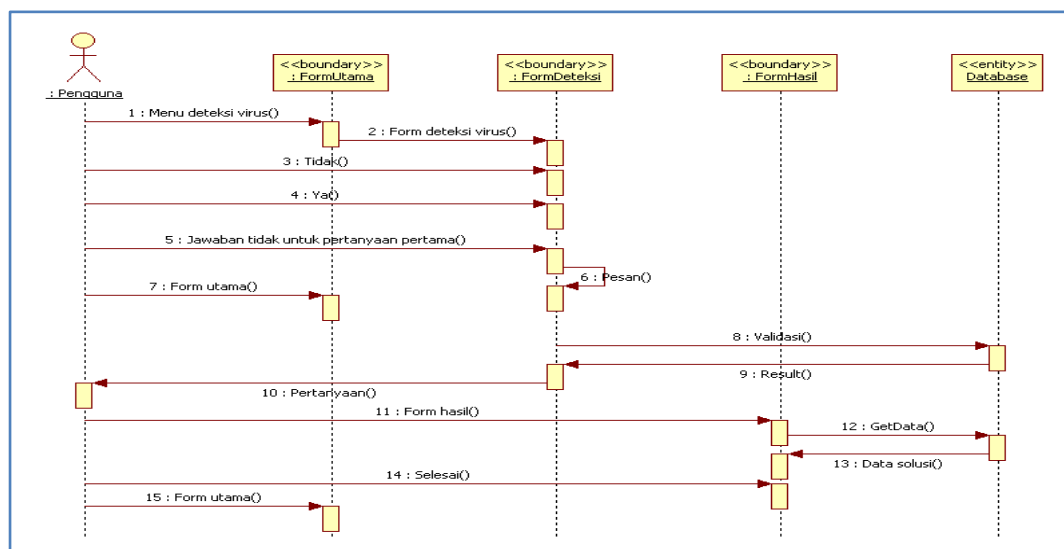 <<boundary>>
: FormUtama
<<boundary>>
: FormDeteksi
<<boundary>>
: FormHasil
<<entity>>
Database
: Pengguna
1 : Menu deteksi virus()
2 : Form deteksi virus()
3 : Tidak()
4 : Ya()
5 : Jawaban tidak untuk pertanyaan pertama()
6 : Pesan()
7 : Form utama()
8 : Validasi()
9 : Result()
10 : Pertanyaan()
11 : Form hasil()
12 : GetData()
13 : Data solusi()
14 : Selesai()
15 : Form utama()